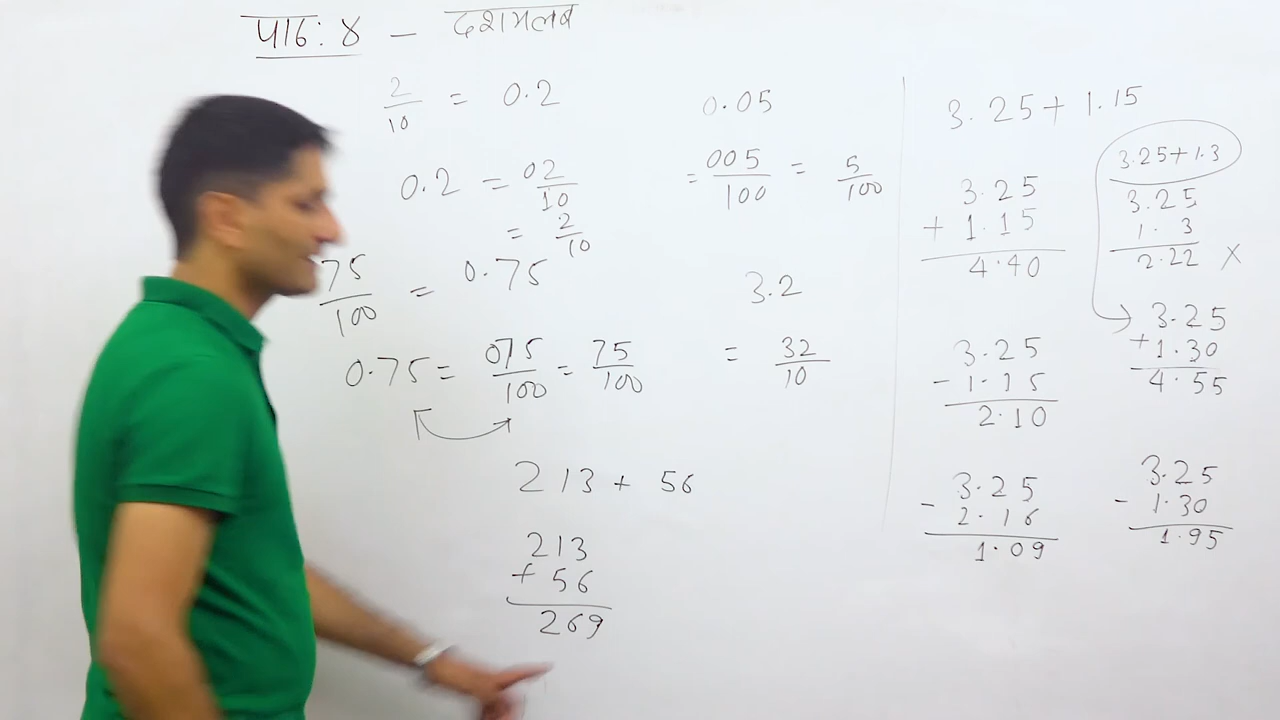 पाठ: ४ - दशमलब
2/10 = 0.2
0.2 = 02/10
= 2/10
75/100 = 0.75
0.75 = 075/100 = 75/100
213 + 56
213
+ 56
269
0.05
= 005/100 = 5/100
3.2
= 32/10
3.25 + 1.15
3.25
+ 1.15
4.40
3.25
- 1.15
2.10
3.25
- 2.16
1.09
3.25+1.3
3.25
1.3
2.22 X
3.25
+1.30
4.55
3.25
- 1.30
1.95